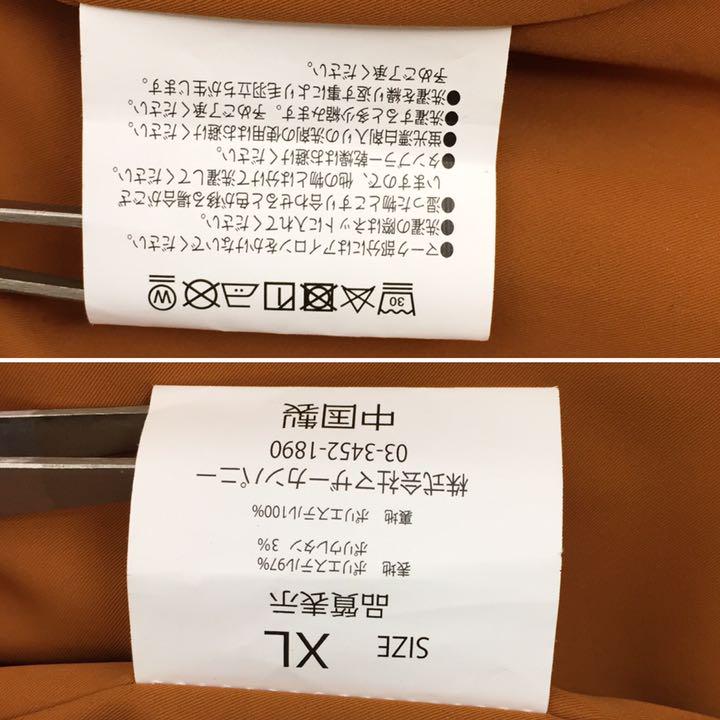 ●マーク部分にはアイロンをかけないでください。
●洗濯の際はネットに入れてください。
●湿った物とすり合わせると色が移る場合がござ
いますので、他の物とは分けて洗濯してください。
●タンブラー乾燥はお避けください。
●蛍光漂白剤入りの洗剤の使用はお避けください。
●洗濯すると多少縮みます。予めご了承ください。
●洗濯を繰り返す事により毛羽立ちが生じます。
予めご了承ください。
30
W
SIZE XL
品質表示
表地 ポリエステル97%
ポリウレタン 3%
裏地 ポリエステル100%
株式会社マザーカンパニー
03-3452-1890
中国製